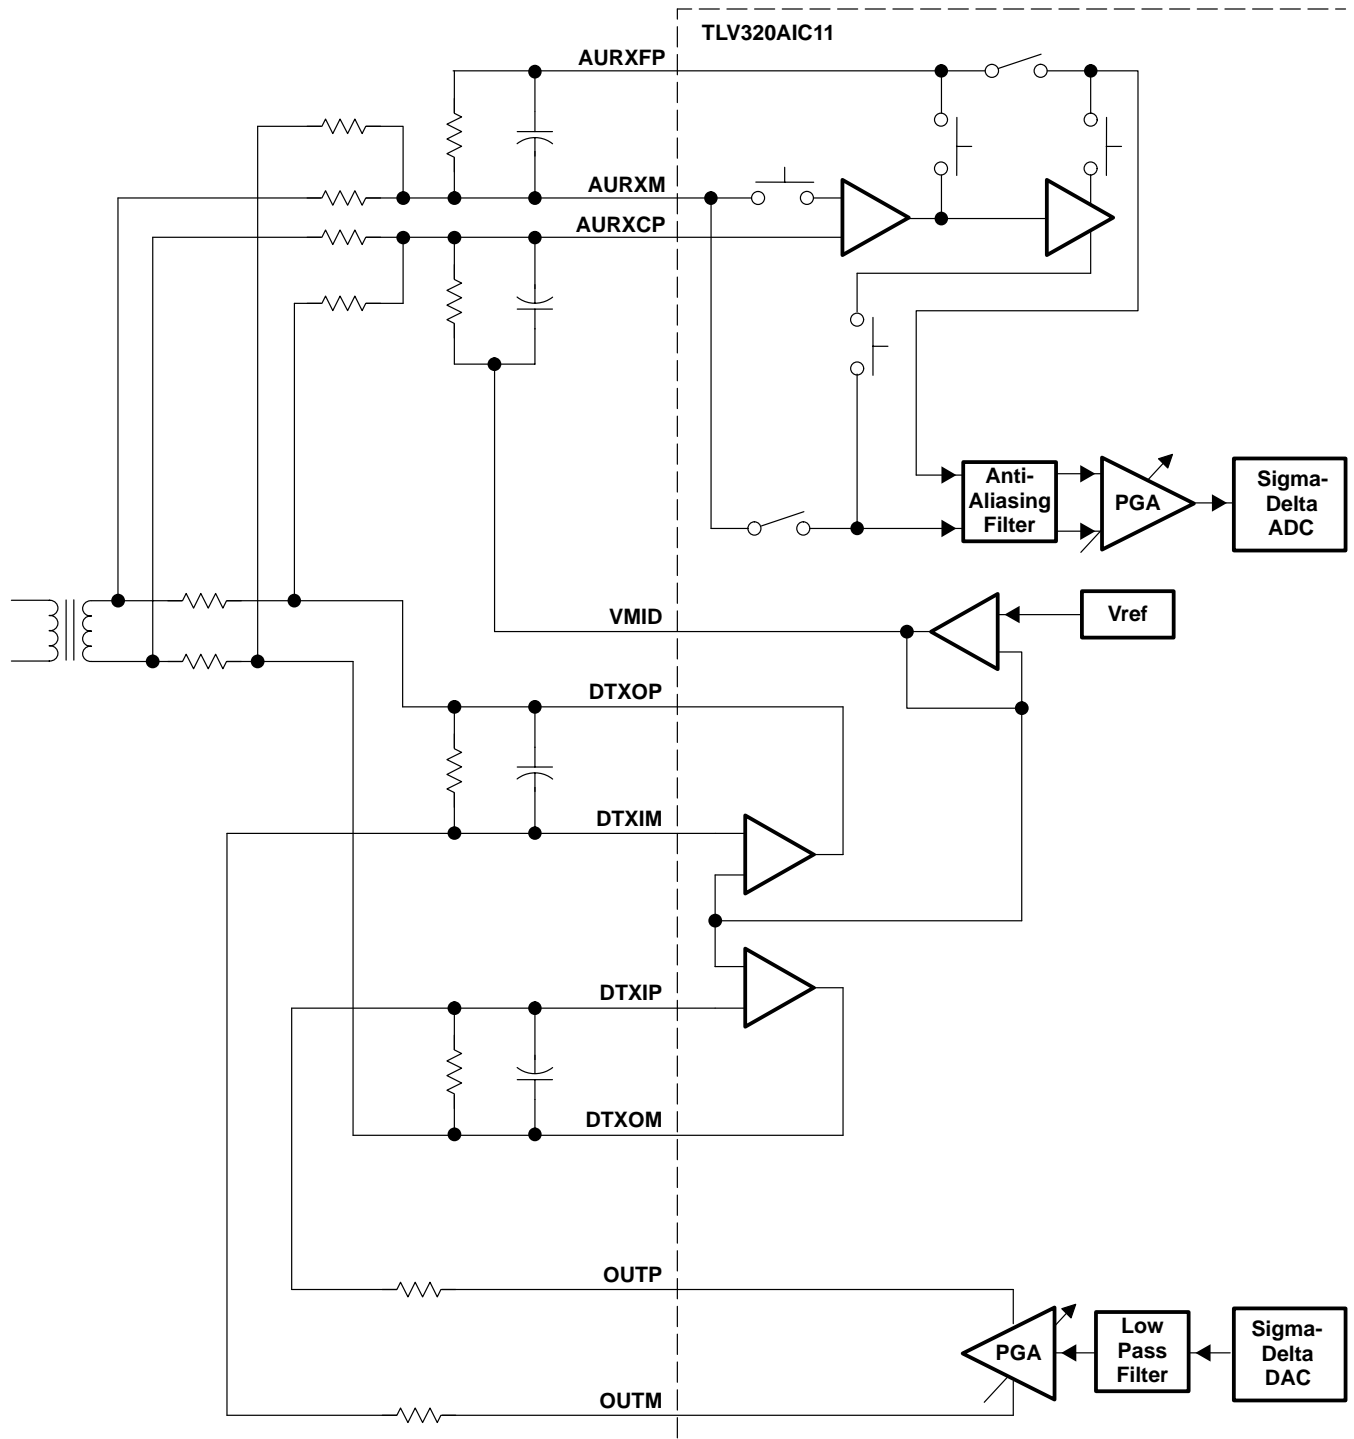 TLV320AIC11
AURXFP
AURXM
AURXCP
Anti-
Aliasing
Filter
PGA
Sigma-
Delta
ADC
VMID
Vref
DTXOP
DTXIM
DTXIP
DTXOM
OUTP
PGA
Low
Pass
Filter
Sigma-
Delta
DAC
OUTM